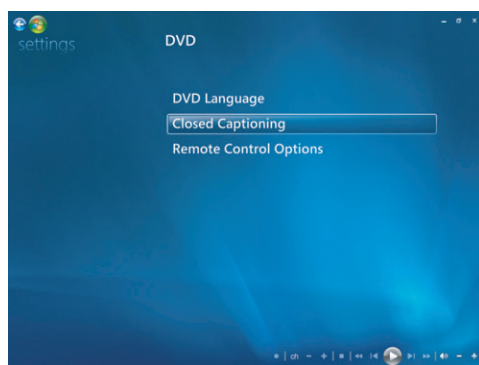 settings
DVD
DVD Language
Closed Captioning
Remote Control Options
ch